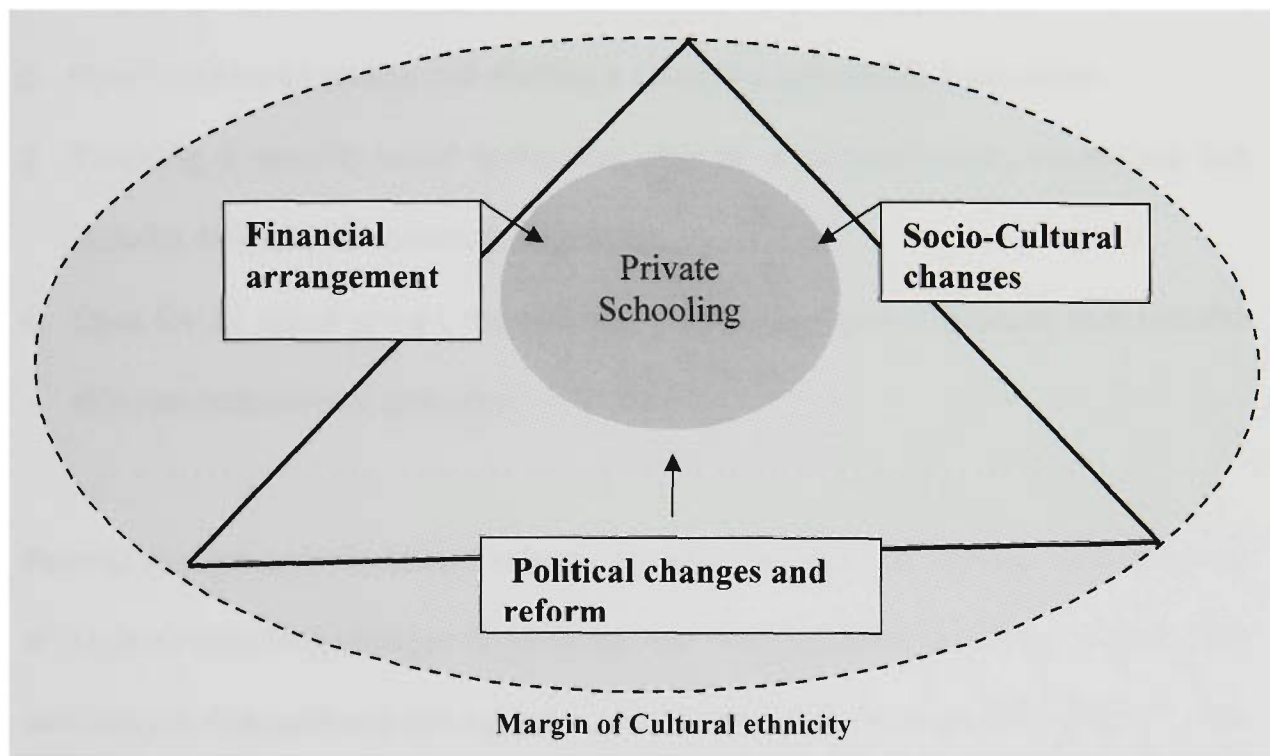 Financial
arrangement
Private
Schooling
Socio-Cultural
changes
Political changes and
reform
Margin of Cultural ethnicity